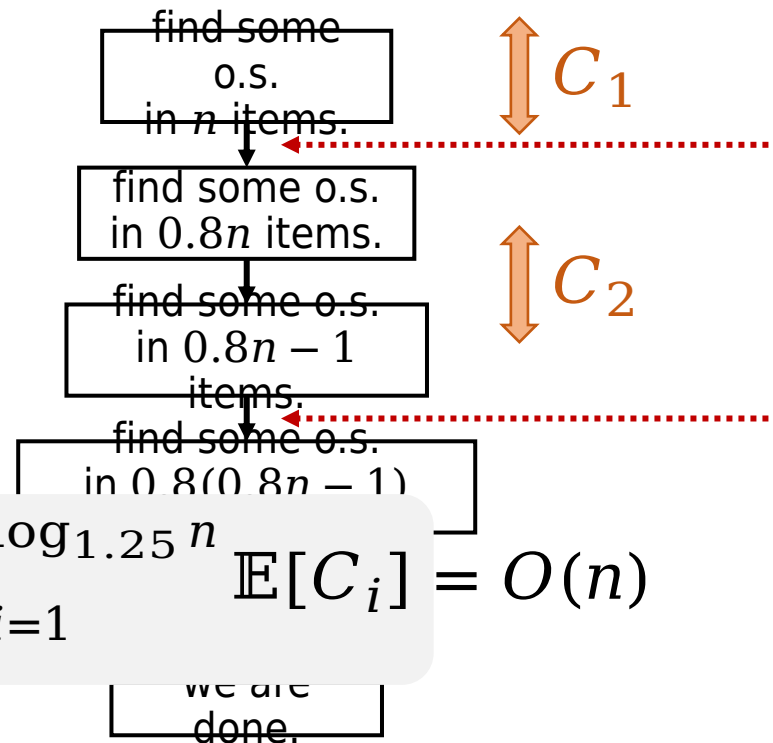 find some
o.s.
in n items.
C₁
find some o.s.
in 0.8n items.
C₂
find some o.s.
in 0.8n − 1
items.
find some o.s.
in 0.8(0.8n − 1)
log₁.₂₅ n
𝔼[Cᵢ] = O(n)
i=1
we are
done.